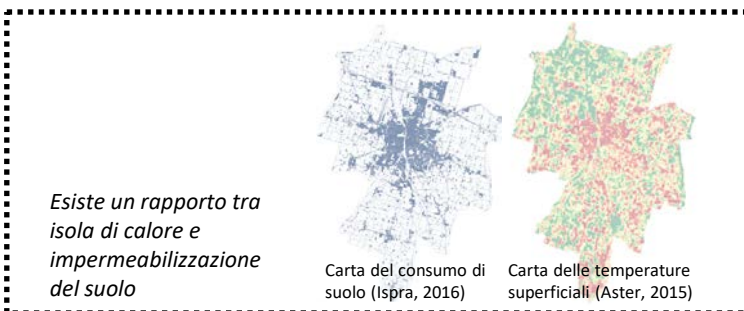 Esiste un rapporto tra
isola di calore e
impermeabilizzazione
del suolo
Carta del consumo di
suolo (Ispra, 2016)
Carta delle temperature
superficiali (Aster, 2015)